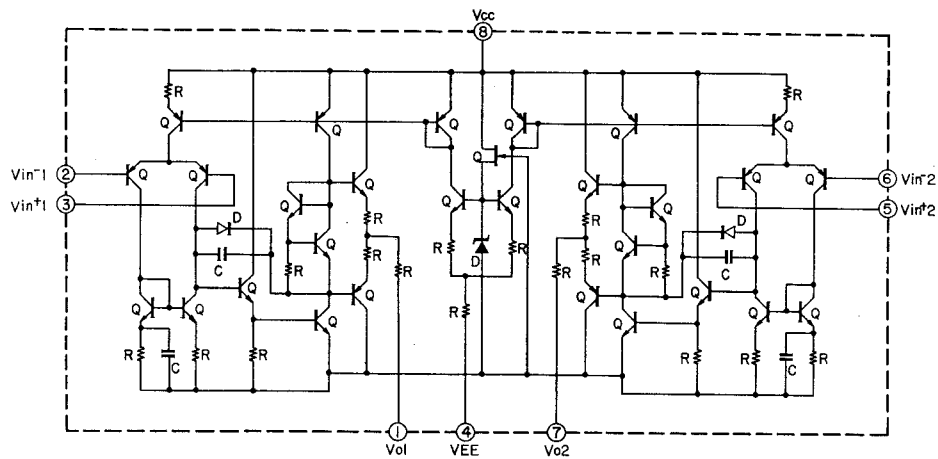 Vcc
8
R R
Q Q Q Q Q Q
Vin⁻1 2 Q Q Q Q Q 6 Vin⁻2
Vin⁺1 3 Q Q Q Q Q Q 5 Vin⁺2
D R R D
C Q Q C
R R R R R D R R R R
Q Q Q Q Q Q Q Q Q Q
R C R R R R R R C R
1 4 7
Vo1 VEE Vo2